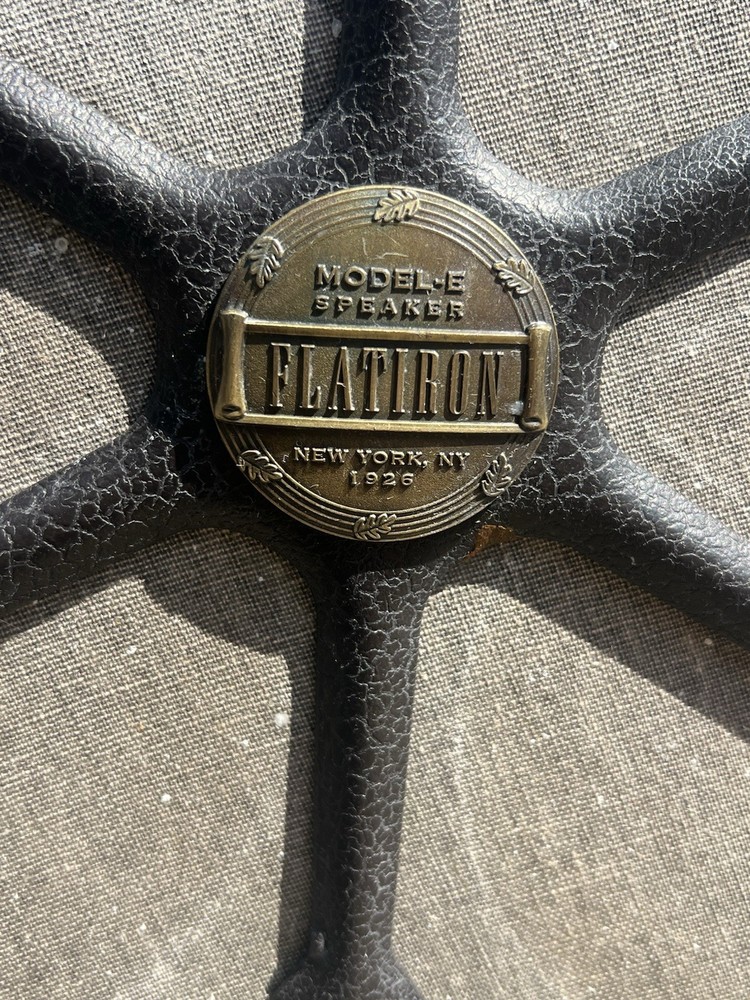 MODEL-E
SPEAKER
FLATIRON
NEW YORK, NY
1926